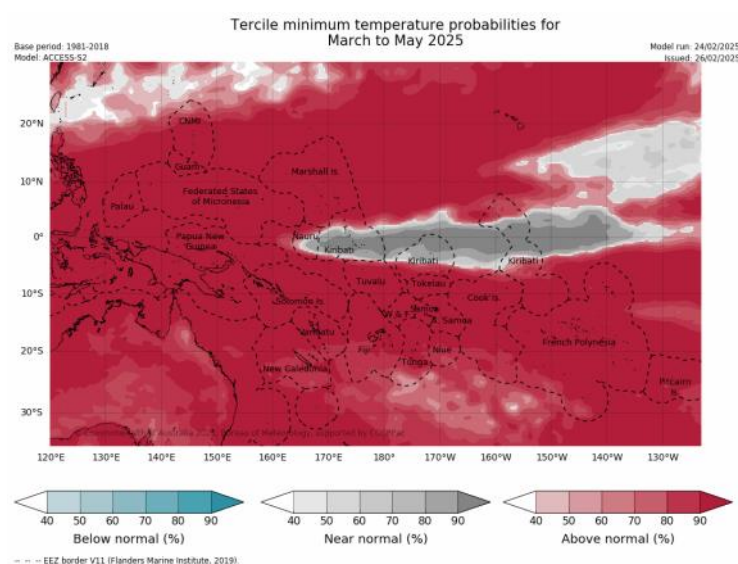 Tercile minimum temperature probabilities for
March to May 2025
Base period: 1981-2018
Model: ACCESS-S2
Model run: 24/02/2025
Issued: 26/02/2025
20°N
10°N
0°
10°S
20°S
30°S
CNMI
Guam
Marshall Is.
Federated States
of Micronesia
Palau
Nauru
Papua New
Guinea
Kiribati
Kiribati
Kiribati
Tuvalu
Tokelau
Solomon Is.
Cook Is.
W & F
Samoa
A. Samoa
Vanuatu
Fiji
Niue
French Polynesia
Tonga
New Caledonia
Pitcairn
Is.
120°E
130°E
140°E
150°E
160°E
170°E
180°
170°W
160°W
150°W
140°W
130°W
40 50 60 70 80 90
Below normal (%)
40 50 60 70 80 90
Near normal (%)
40 50 60 70 80 90
Above normal (%)
EEZ border V11 (Flanders Marine Institute, 2019).